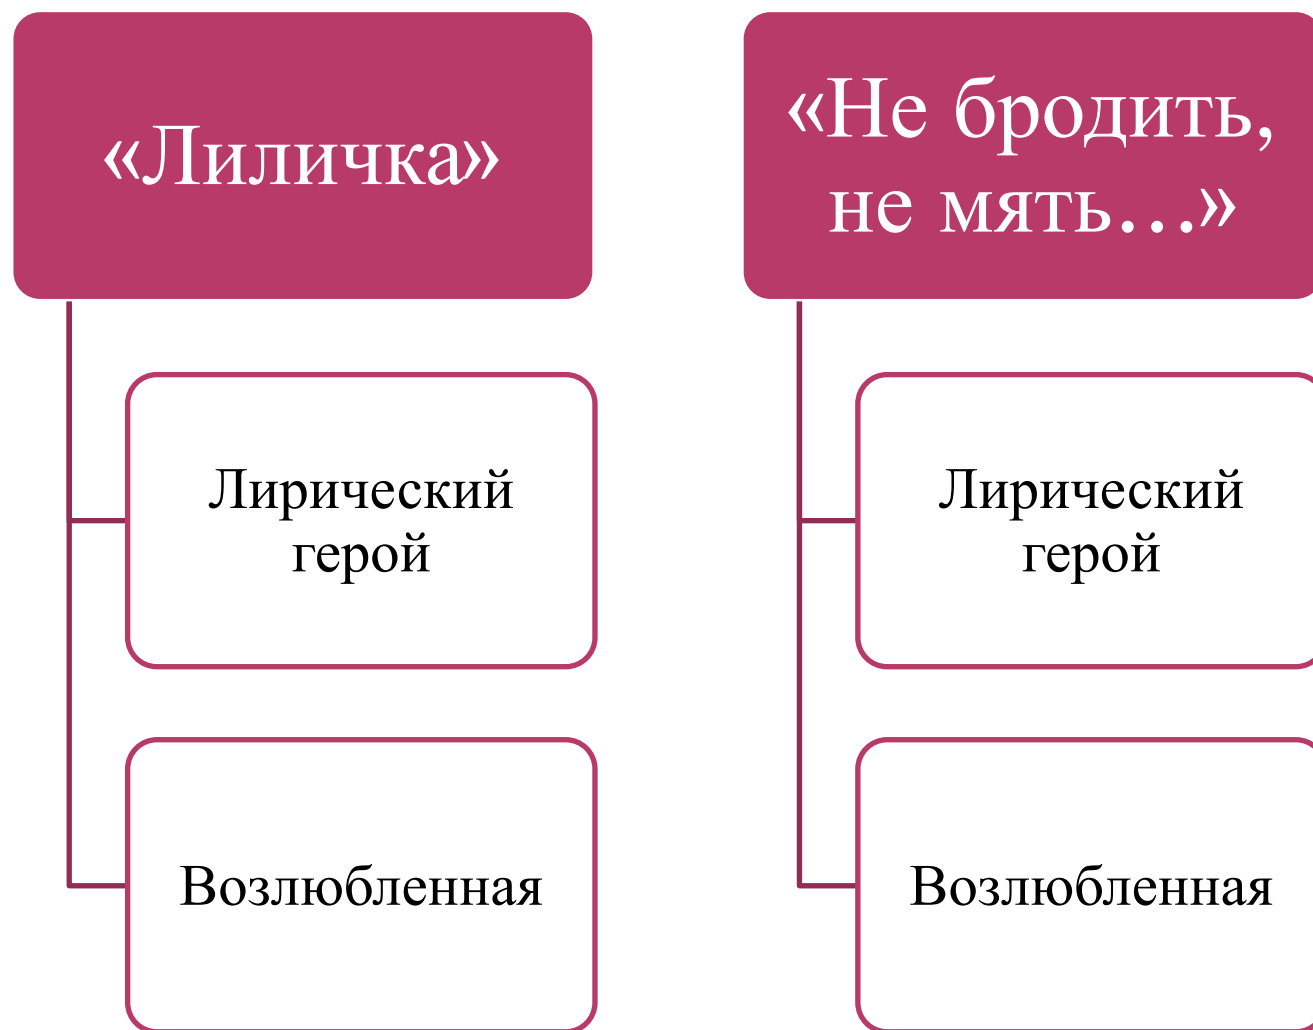 «Лиличка»
Лирический
герой
Возлюбленная
«Не бродить,
не мять…»
Лирический
герой
Возлюбленная